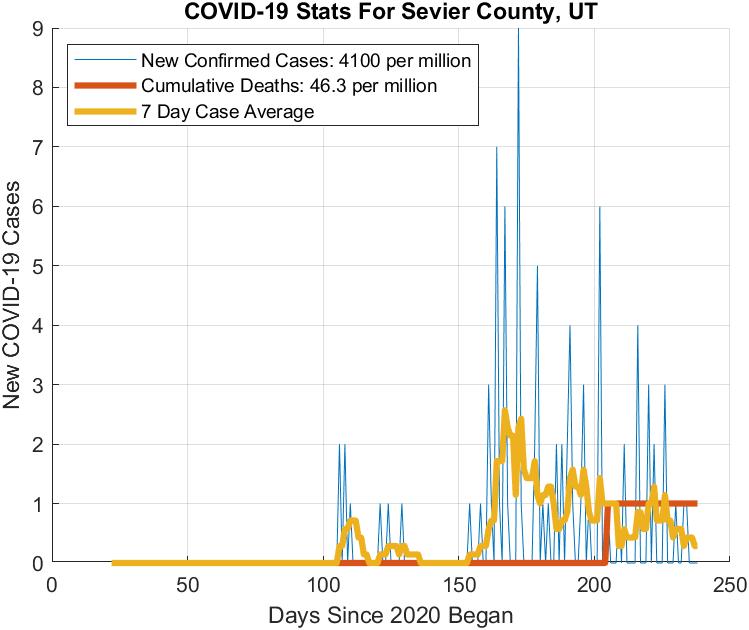 COVID-19 Stats For Sevier County, UT
New Confirmed Cases: 4100 per million
Cumulative Deaths: 46.3 per million
7 Day Case Average
New COVID-19 Cases
9
8
7
6
5
4
3
2
1
0
0 50 100 150 200 250
Days Since 2020 Began